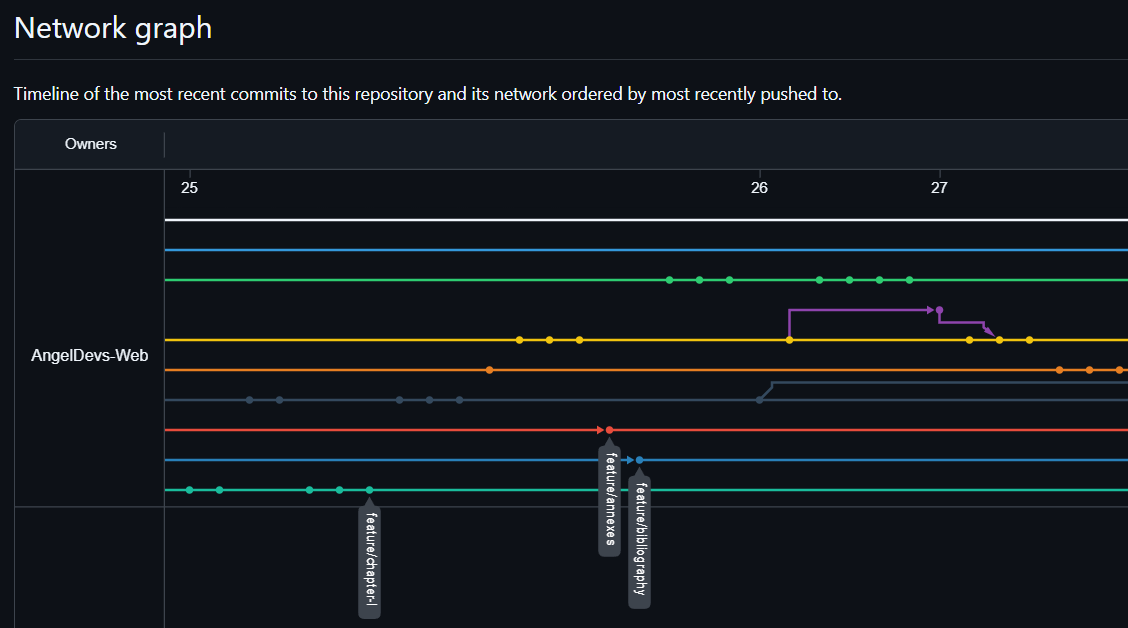 Network graph
Timeline of the most recent commits to this repository and its network ordered by most recently pushed to.
Owners
25
26
27
AngelDevs-Web
feature/annexes
feature/bibliography
feature/chapter-I